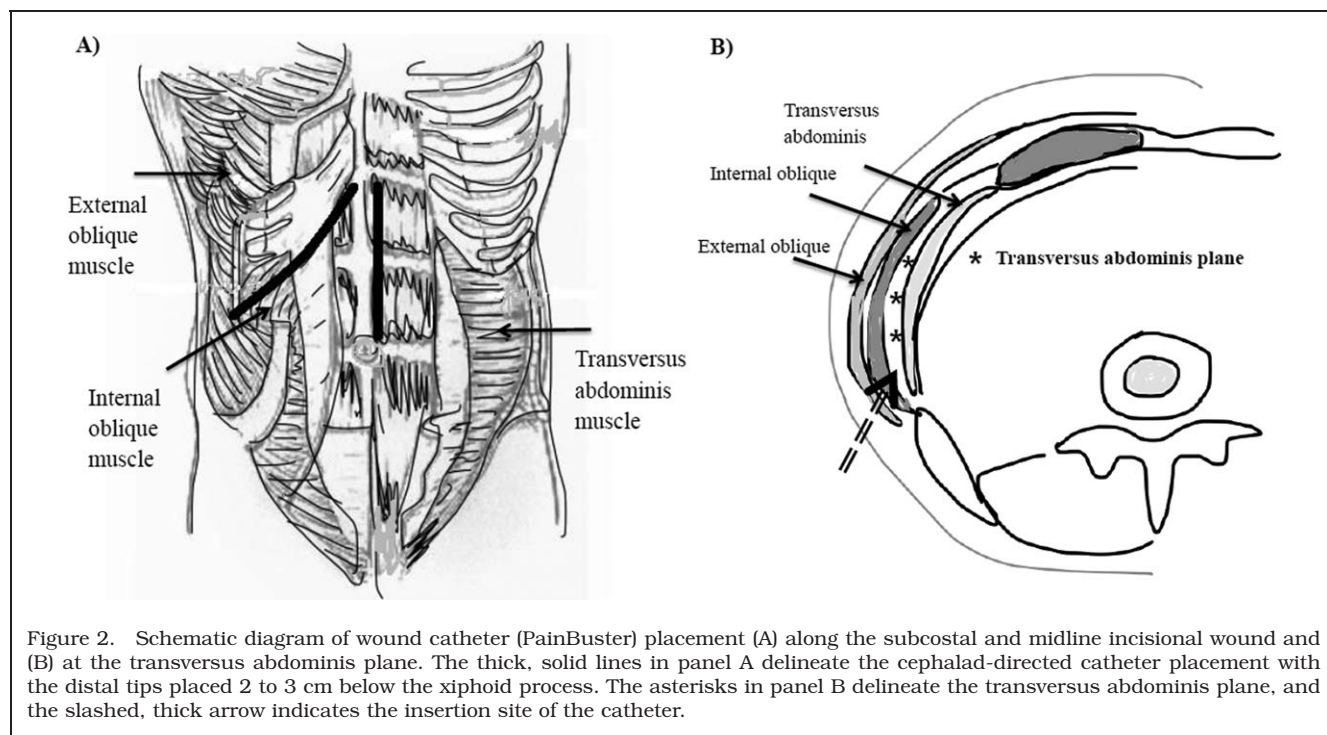 A)
External
oblique
muscle
Internal
oblique
muscle
Transversus
abdominis
muscle
B)
Transversus
abdominis
Internal oblique
External oblique
* Transversus abdominis plane
*
*
*
Figure 2. Schematic diagram of wound catheter (PainBuster) placement (A) along the subcostal and midline incisional wound and
(B) at the transversus abdominis plane. The thick, solid lines in panel A delineate the cephalad-directed catheter placement with
the distal tips placed 2 to 3 cm below the xiphoid process. The asterisks in panel B delineate the transversus abdominis plane, and
the slashed, thick arrow indicates the insertion site of the catheter.